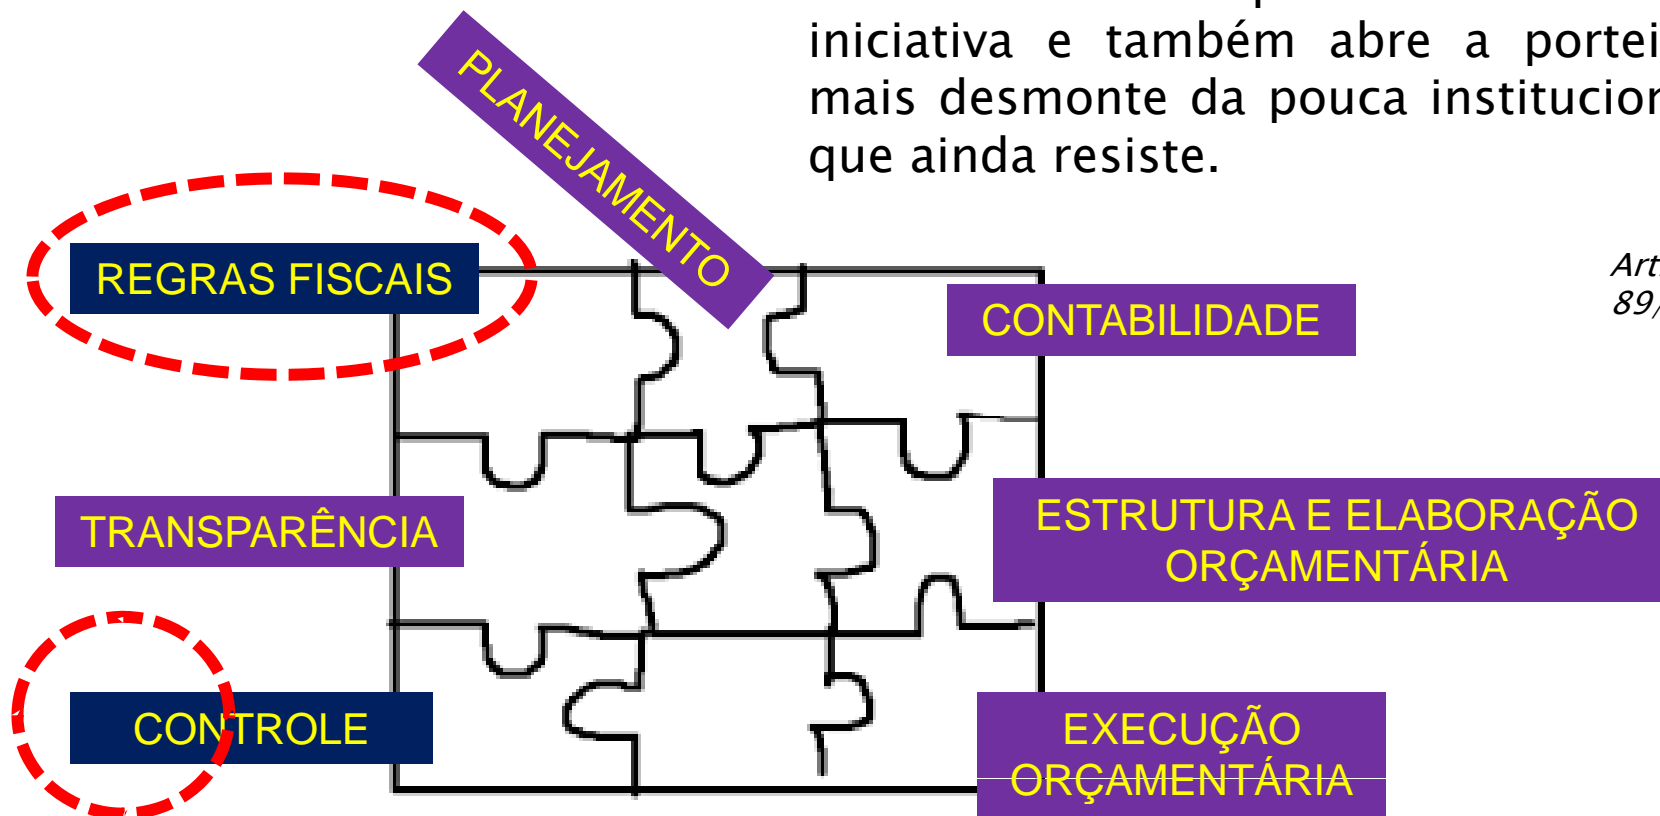 iniciativa e também abre a portei
mais desmonte da pouca institucior
que ainda resiste.
PLANEJAMENTO
REGRAS FISCAIS
Art
89/
CONTABILIDADE
TRANSPARÊNCIA
ESTRUTURA E ELABORAÇÃO
ORÇAMENTÁRIA
CONTROLE
EXECUÇÃO
ORÇAMENTÁRIA